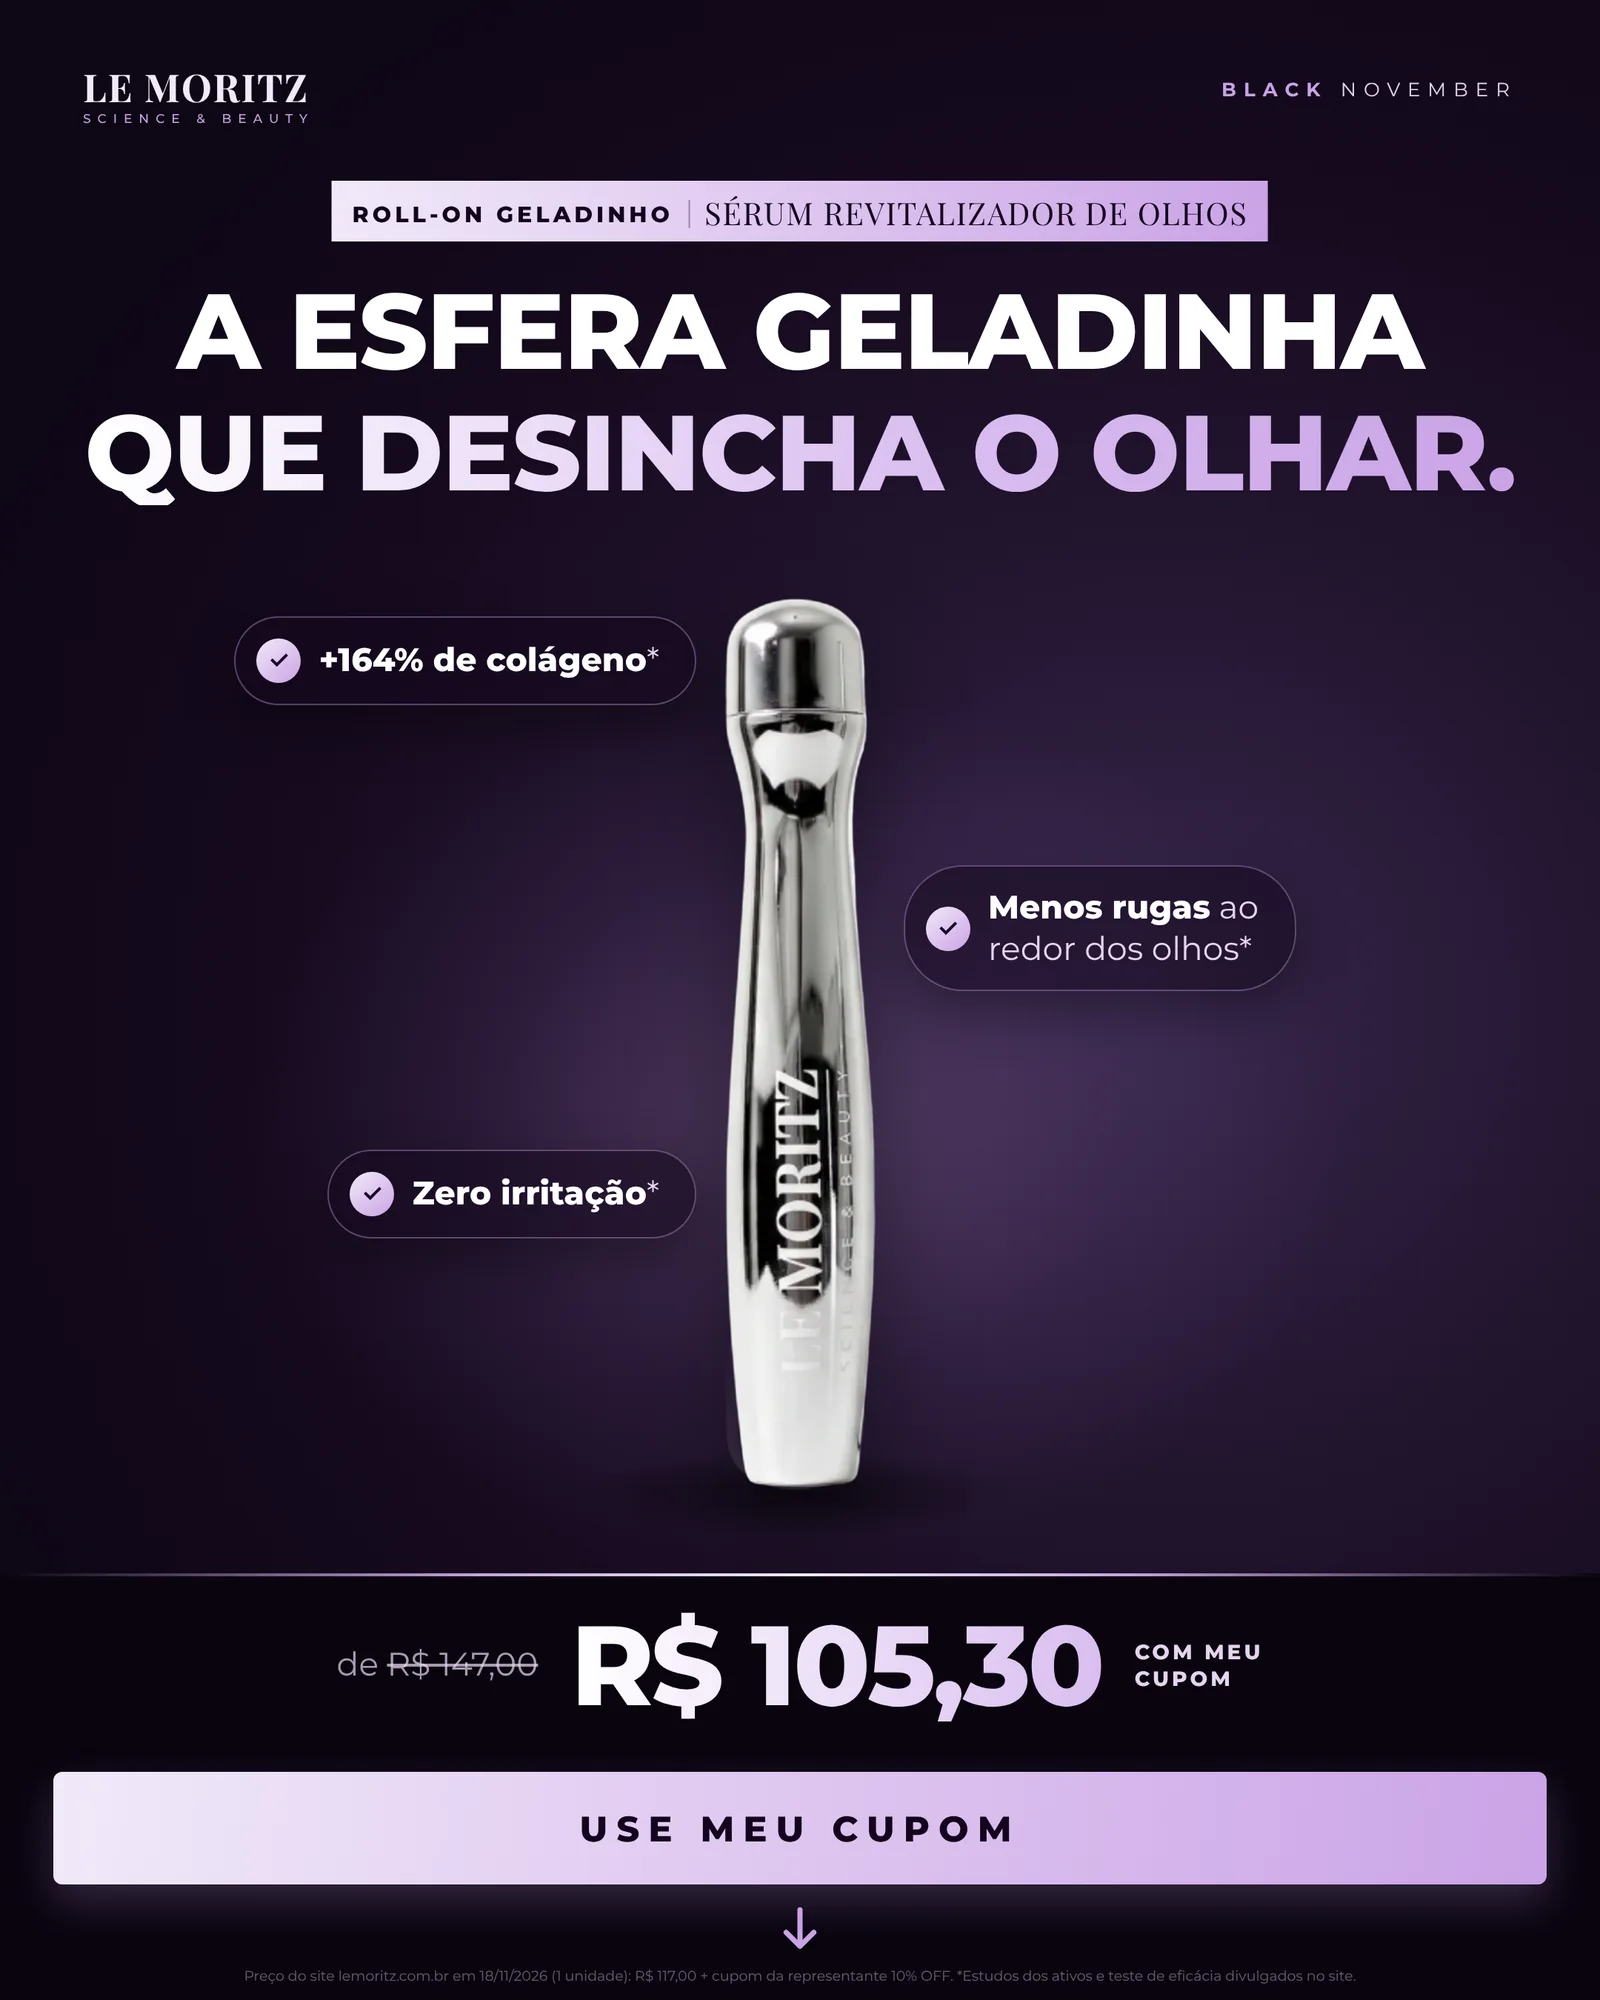 LE MORITZ
SCIENCE & BEAUTY
BLACK NOVEMBER
ROLL-ON GELADINHO | SÉRUM REVITALIZADOR DE OLHOS
A ESFERA GELADINHA
QUE DESINCHA O OLHAR.
+164% de colágeno*
Menos rugas ao
redor dos olhos*
Zero irritação*
LE MORITZ
SCIENCE & BEAUTY
de R$ 147,00
R$ 105,30
COM MEU
CUPOM
USE MEU CUPOM
Preço do site lemoritz.com.br em 18/11/2026 (1 unidade): R$ 117,00 + cupom da representante 10% OFF. *Estudos dos ativos e teste de eficácia divulgados no site.